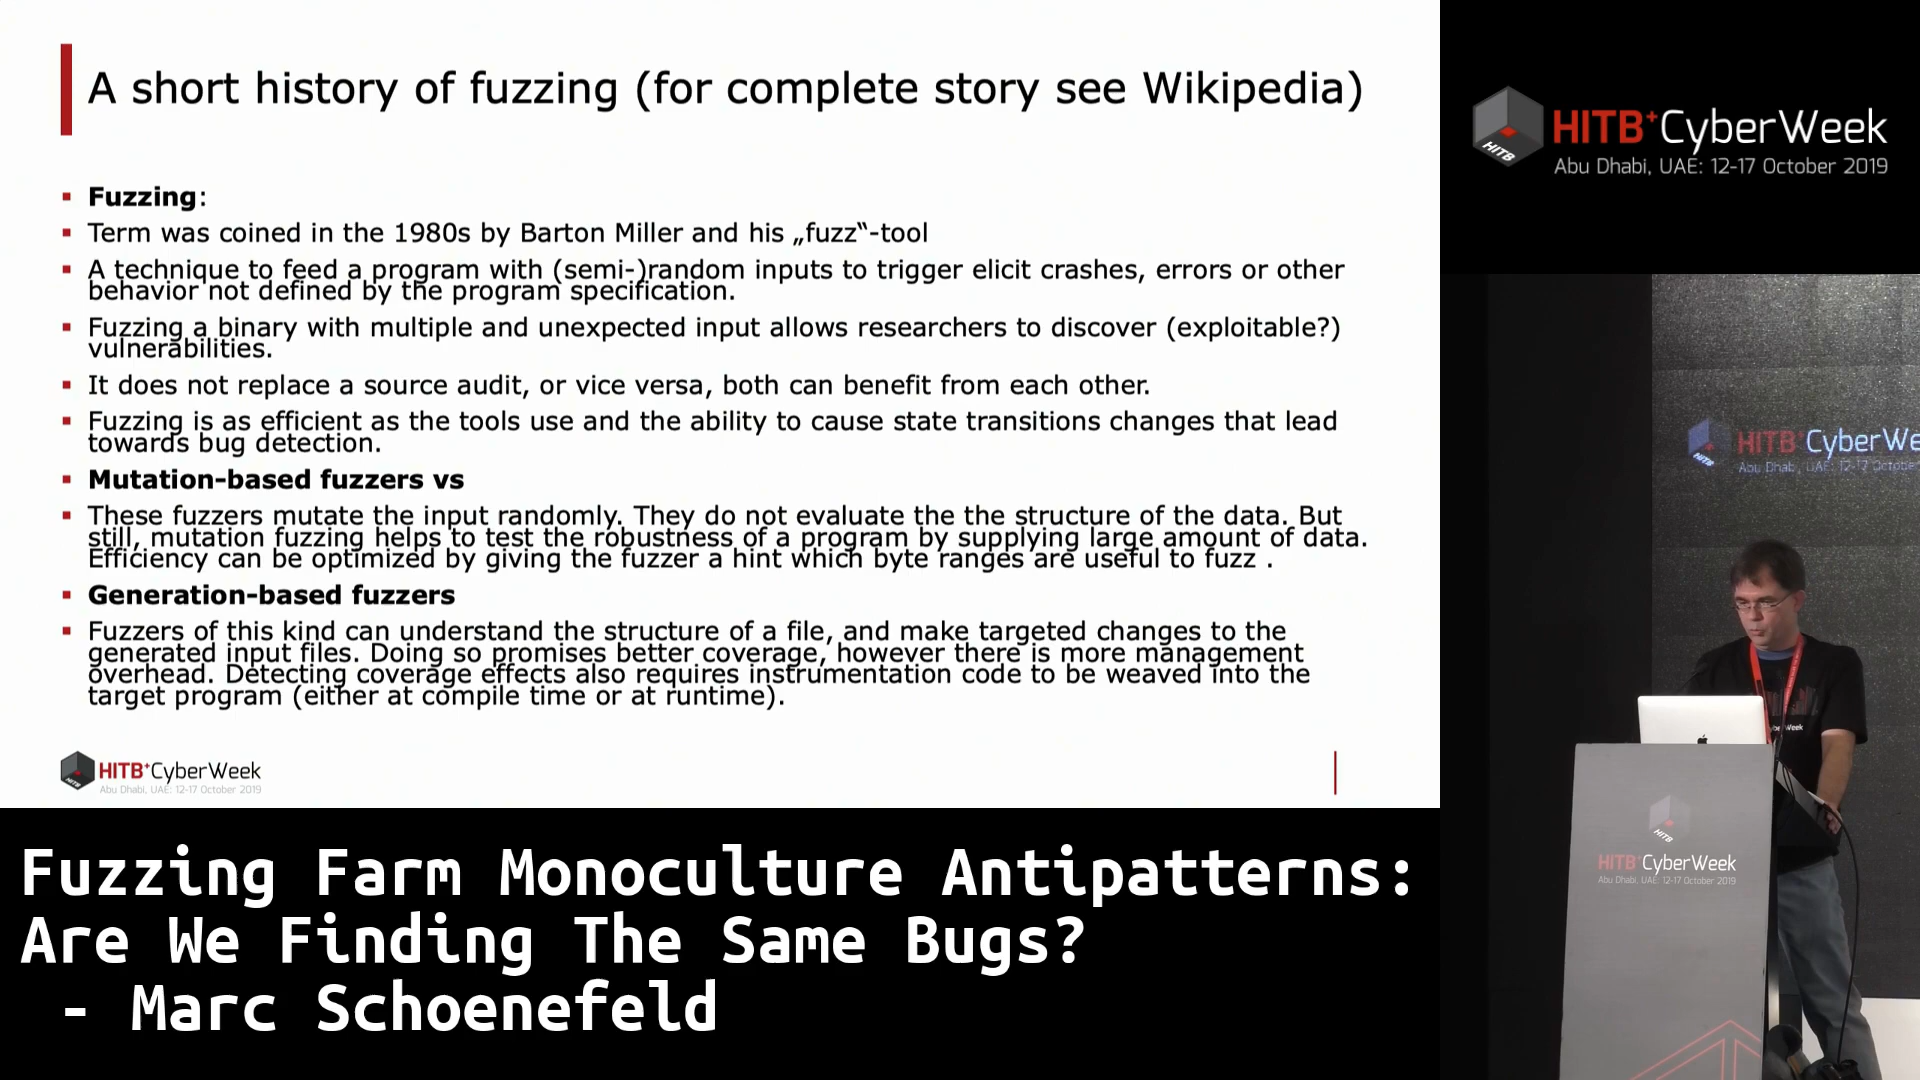 A short history of fuzzing (for complete story see Wikipedia)
Fuzzing:
Term was coined in the 1980s by Barton Miller and his „fuzz‟-tool
A technique to feed a program with (semi-)random inputs to trigger elicit crashes, errors or other
behavior not defined by the program specification.
Fuzzing a binary with multiple and unexpected input allows researchers to discover (exploitable?)
vulnerabilities.
It does not replace a source audit, or vice versa, both can benefit from each other.
Fuzzing is as efficient as the tools use and the ability to cause state transitions changes that lead
towards bug detection.
Mutation-based fuzzers vs
These fuzzers mutate the input randomly. They do not evaluate the the structure of the data. But
still, mutation fuzzing helps to test the robustness of a program by supplying large amount of data.
Efficiency can be optimized by giving the fuzzer a hint which byte ranges are useful to fuzz .
Generation-based fuzzers
Fuzzers of this kind can understand the structure of a file, and make targeted changes to the
generated input files. Doing so promises better coverage, however there is more management
overhead. Detecting coverage effects also requires instrumentation code to be weaved into the
target program (either at compile time or at runtime).
HITB
HITB+CyberWeek
Abu Dhabi, UAE: 12-17 October 2019
Fuzzing Farm Monoculture Antipatterns:
Are We Finding The Same Bugs?
- Marc Schoenefeld
HITB
HITB+CyberWeek
Abu Dhabi, UAE: 12-17 October 2019
HITB
HITB+CyberWe
Abu Dhabi, UAE: 12-17 October
HITB
HITB+CyberWeek
Abu Dhabi, UAE: 12-17 October 2019